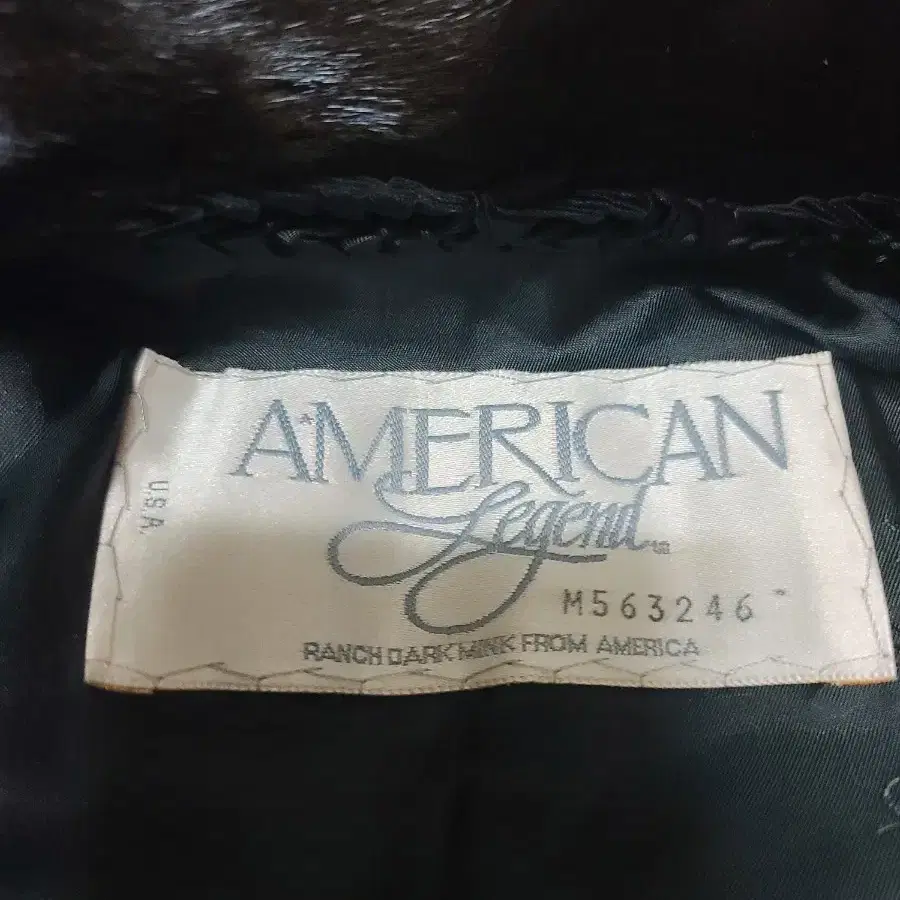 AMERICAN
Legend
U.S.A.
M563246
RANCH DARK MINK FROM AMERICA